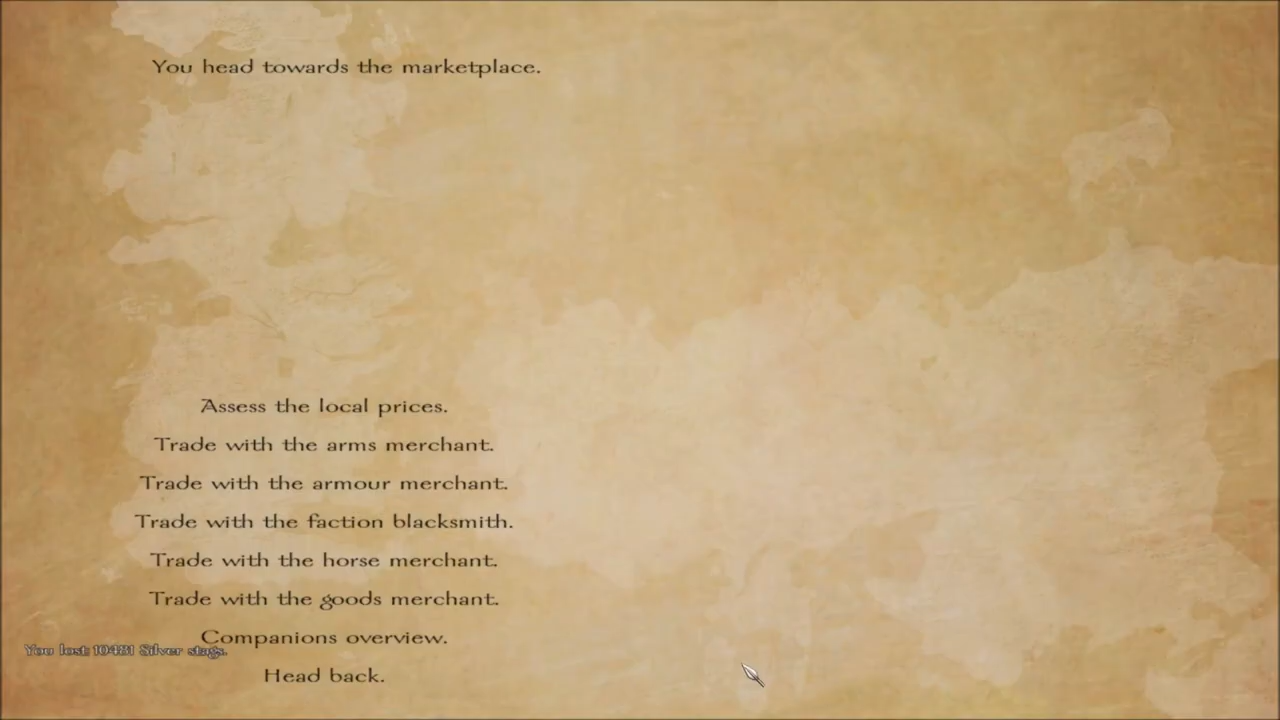 You head towards the marketplace.
Assess the local prices.
Trade with the arms merchant.
Trade with the armour merchant.
Trade with the faction blacksmith.
Trade with the horse merchant.
Trade with the goods merchant.
Companions overview.
You lost 10481 Silver stags.
Head back.